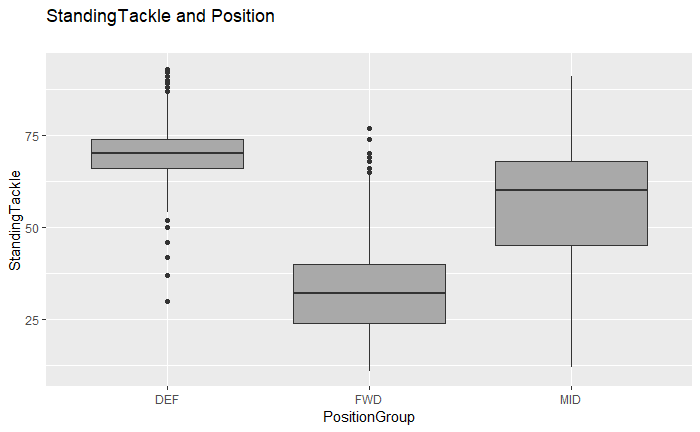 StandingTackle and Position
75
50
25
StandingTackle
DEF
FWD
MID
PositionGroup